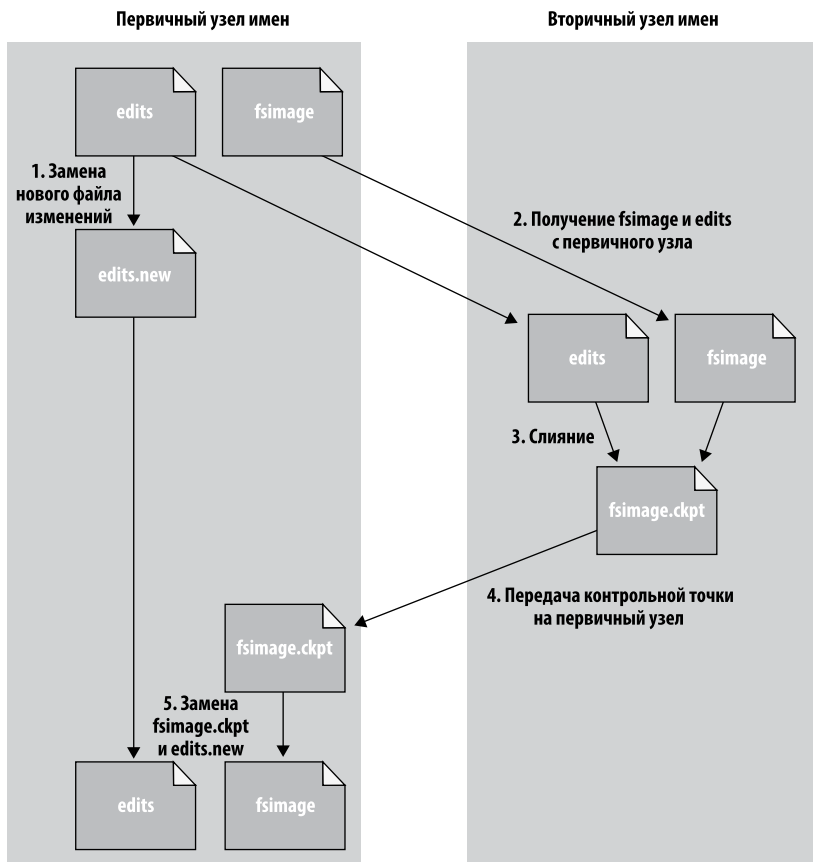 Первичный узел имен
Вторичный узел имен
edits
fsimage
1. Замена
нового файла
изменений
edits.new
2. Получение fsimage и edits
с первичного узла
edits
fsimage
3. Слияние
fsimage.ckpt
4. Передача контрольной точки
на первичный узел
fsimage.ckpt
5. Замена
fsimage.ckpt
и edits.new
edits
fsimage